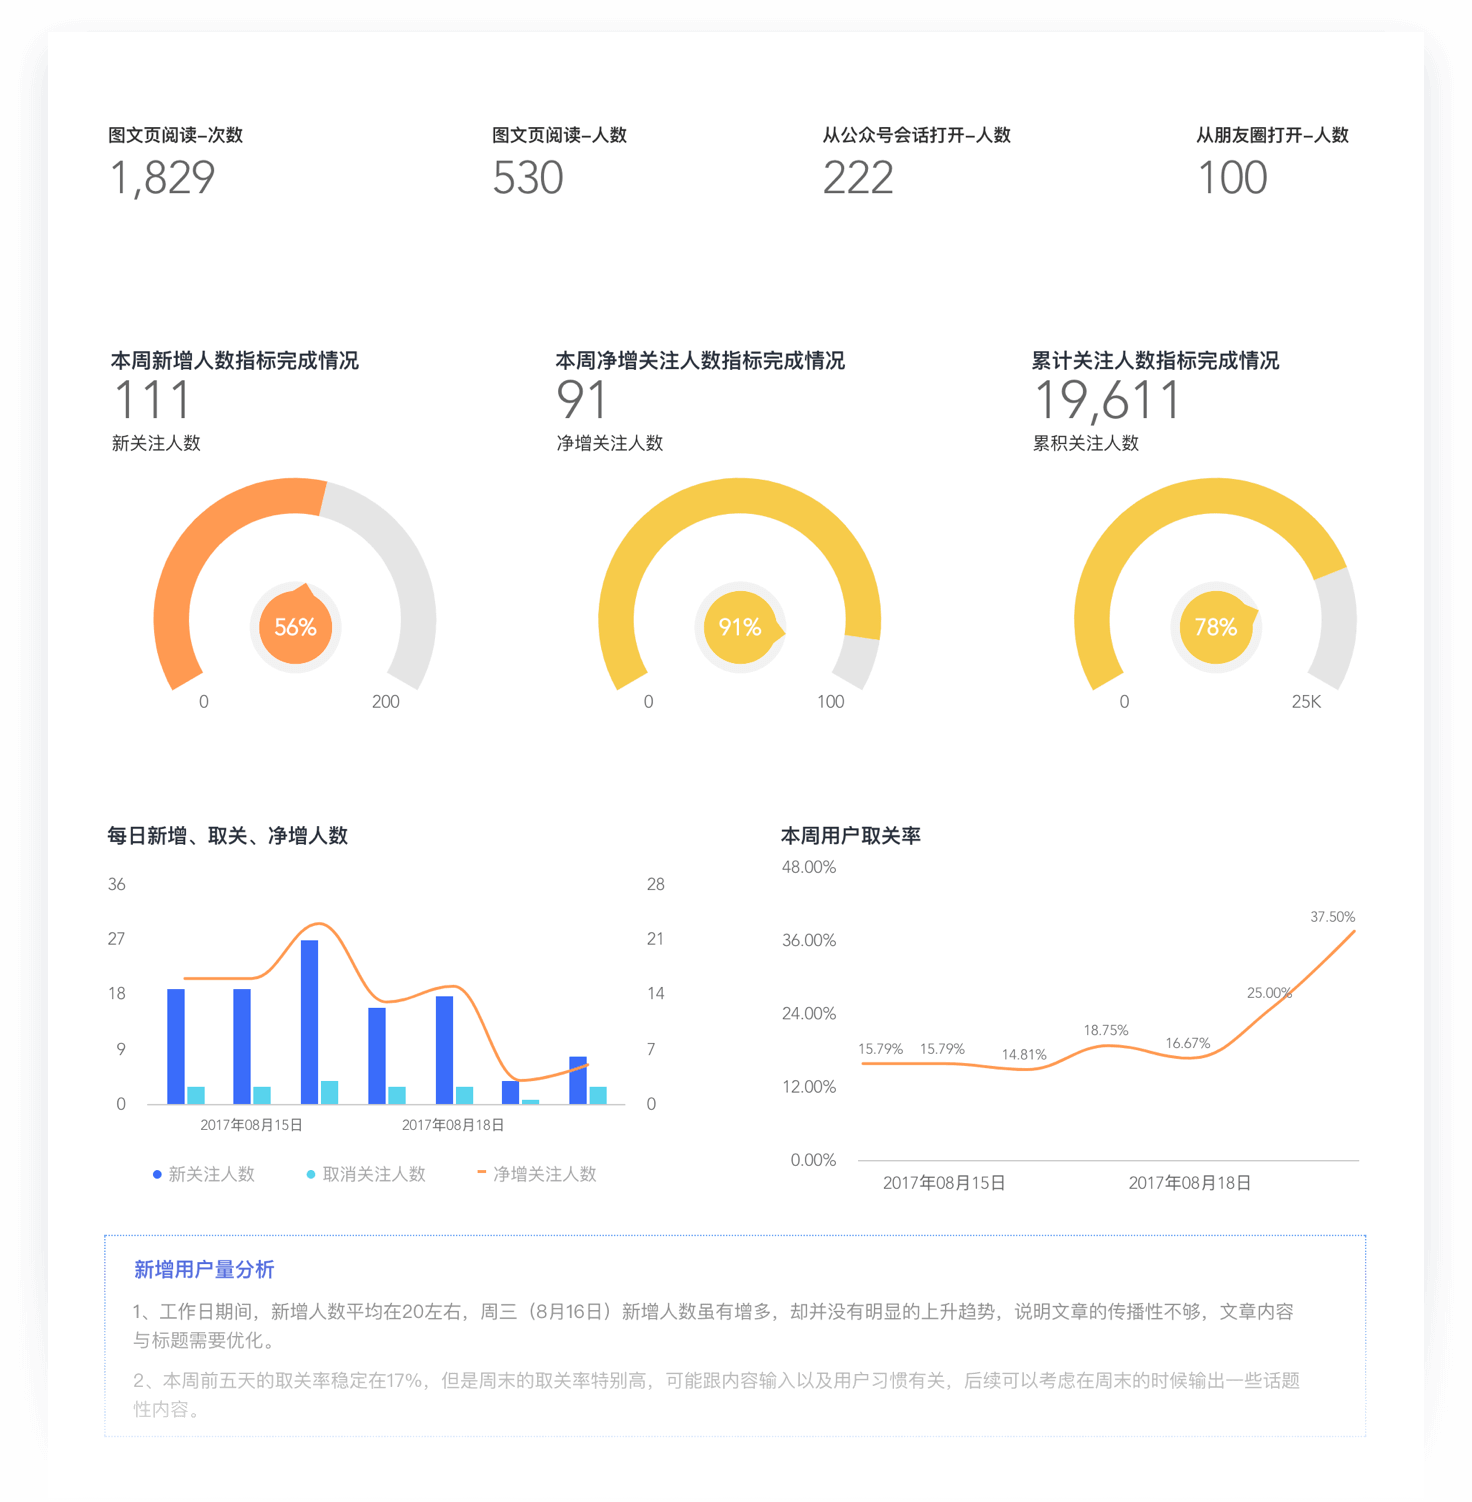 图文页阅读-次数
1,829
图文页阅读-人数
530
从公众号会话打开-人数
222
从朋友圈打开-人数
100
本周新增人数指标完成情况
111
新关注人数
56%
0
200
本周净增关注人数指标完成情况
91
净增关注人数
91%
0
100
累计关注人数指标完成情况
19,611
累积关注人数
78%
0
25K
每日新增、取关、净增人数
36
27
18
9
0
28
21
14
7
0
2017年08月15日
2017年08月18日
新关注人数
取消关注人数
净增关注人数
本周用户取关率
48.00%
36.00%
24.00%
12.00%
0.00%
15.79%
15.79%
14.81%
18.75%
16.67%
25.00%
37.50%
2017年08月15日
2017年08月18日
新增用户量分析
1、工作日期间，新增人数平均在20左右，周三（8月16日）新增人数虽有增多，却并没有明显的上升趋势，说明文章的传播性不够，文章内容
与标题需要优化。
2、本周前五天的取关率稳定在17%，但是周末的取关率特别高，可能跟内容输入以及用户习惯有关，后续可以考虑在周末的时候输出一些话题
性内容。